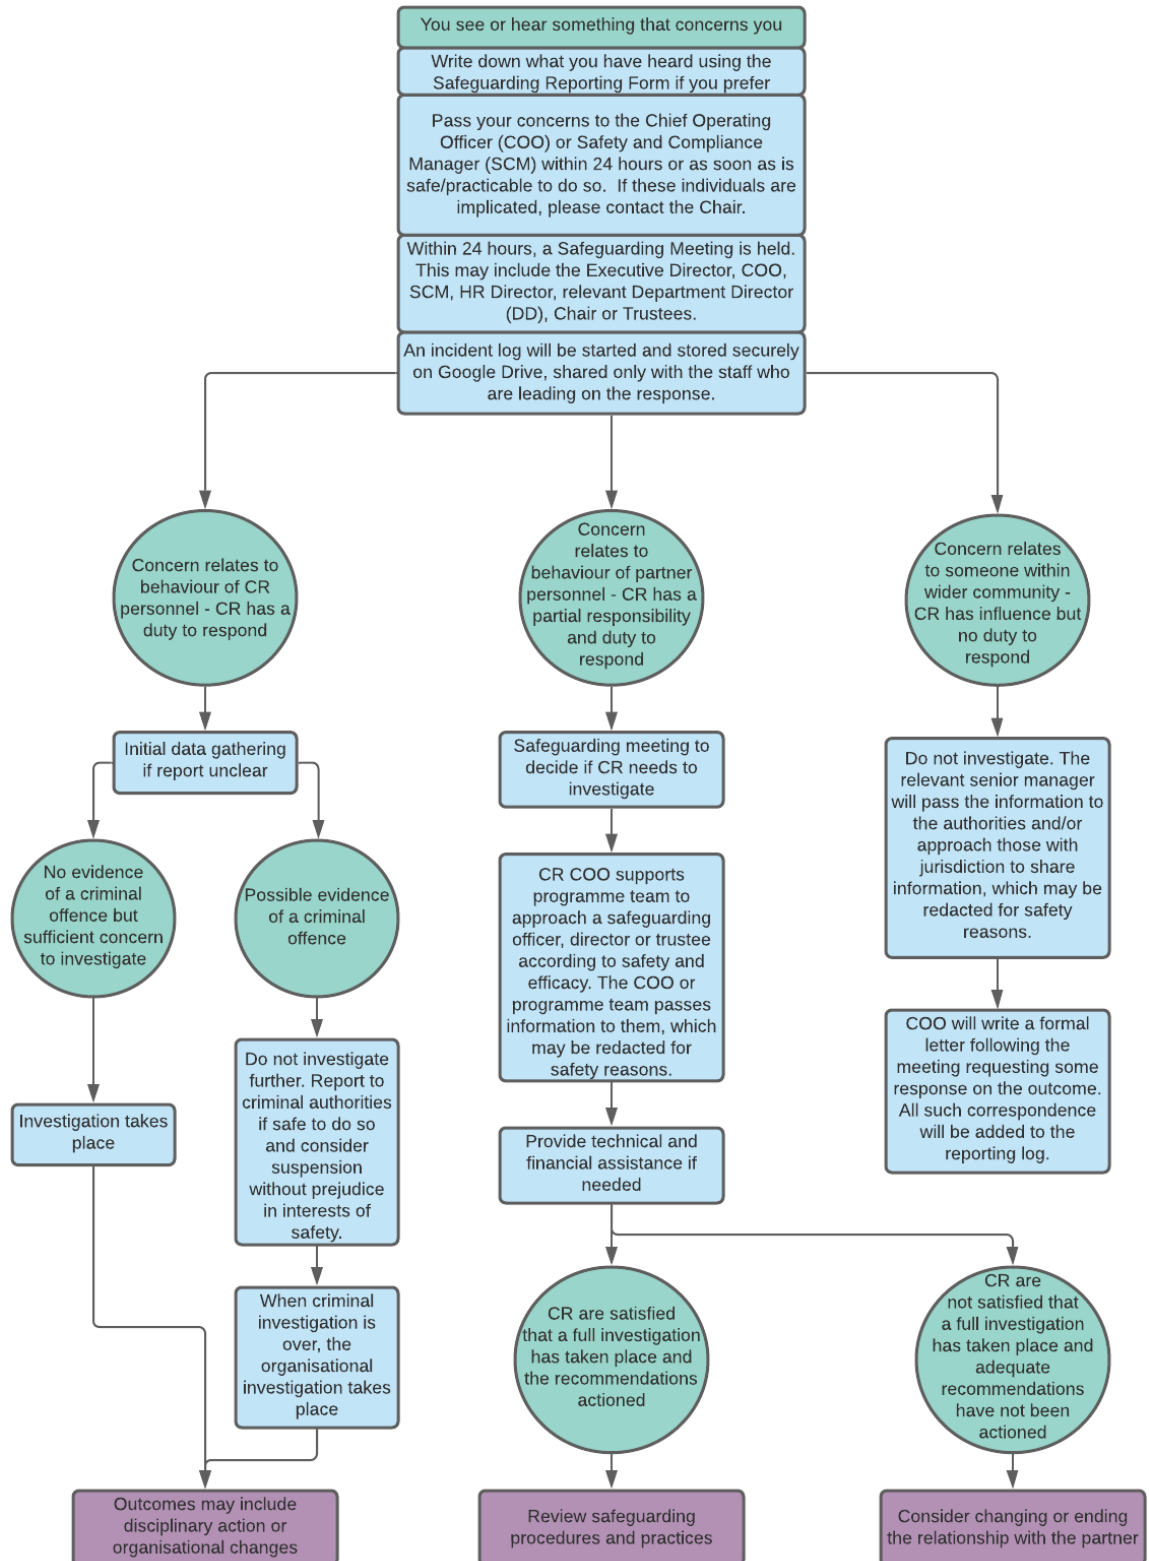 You see or hear something that concerns you
Write down what you have heard using the
Safeguarding Reporting Form if you prefer
Pass your concerns to the Chief Operating
Officer (COO) or Safety and Compliance
Manager (SCM) within 24 hours or as soon as is
safe/practicable to do so.  If these individuals are
implicated, please contact the Chair.
Within 24 hours, a Safeguarding Meeting is held.
This may include the Executive Director, COO,
SCM, HR Director, relevant Department Director
(DD), Chair or Trustees.
An incident log will be started and stored securely
on Google Drive, shared only with the staff who
are leading on the response.
Concern relates to
behaviour of CR
personnel - CR has a
duty to respond
Initial data gathering
if report unclear
No evidence
of a criminal
offence but
sufficient concern
to investigate
Investigation takes
place
Possible evidence
of a criminal
offence
Do not investigate
further. Report to
criminal authorities
if safe to do so
and consider
suspension
without prejudice
in interests of
safety.
When criminal
investigation is
over, the
organisational
investigation takes
place
Outcomes may include
disciplinary action or
organisational changes
Concern
relates to
behaviour of partner
personnel - CR has a
partial responsibility
and duty to
respond
Safeguarding meeting to
decide if CR needs to
investigate
CR COO supports
programme team to
approach a safeguarding
officer, director or trustee
according to safety and
efficacy. The COO or
programme team passes
information to them, which
may be redacted for
safety reasons.
Provide technical and
financial assistance if
needed
CR are satisfied
that a full investigation
has taken place and
the recommendations
actioned
Review safeguarding
procedures and practices
CR are
not satisfied that
a full investigation
has taken place and
adequate
recommendations
have not been
actioned
Consider changing or ending
the relationship with the partner
Concern relates
to someone within
wider community -
CR has influence but
no duty to
respond
Do not investigate. The
relevant senior manager
will pass the information to
the authorities and/or
approach those with
jurisdiction to share
information, which may be
redacted for safety
reasons.
COO will write a formal
letter following the
meeting requesting some
response on the outcome.
All such correspondence
will be added to the
reporting log.